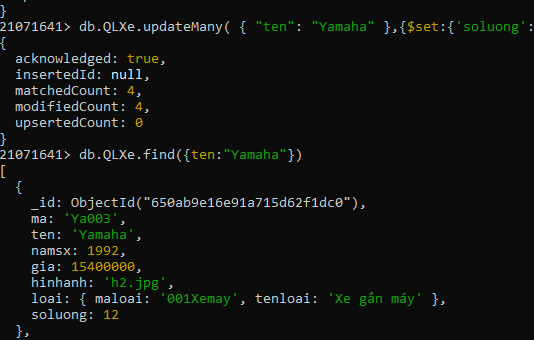 }
21071641> db.QLXe.updateMany( { "ten": "Yamaha" },{$set:{'soluong':
{
  acknowledged: true,
  insertedId: null,
  matchedCount: 4,
  modifiedCount: 4,
  upsertedCount: 0
}
21071641> db.QLXe.find({ten:"Yamaha"})
[
  {
    _id: ObjectId("650ab9e16e91a715d62f1dc0"),
    ma: 'Ya003',
    ten: 'Yamaha',
    namsx: 1992,
    gia: 15400000,
    hinhanh: 'h2.jpg',
    loai: { maloai: '001Xemay', tenloai: 'Xe gắn máy' },
    soluong: 12
  },